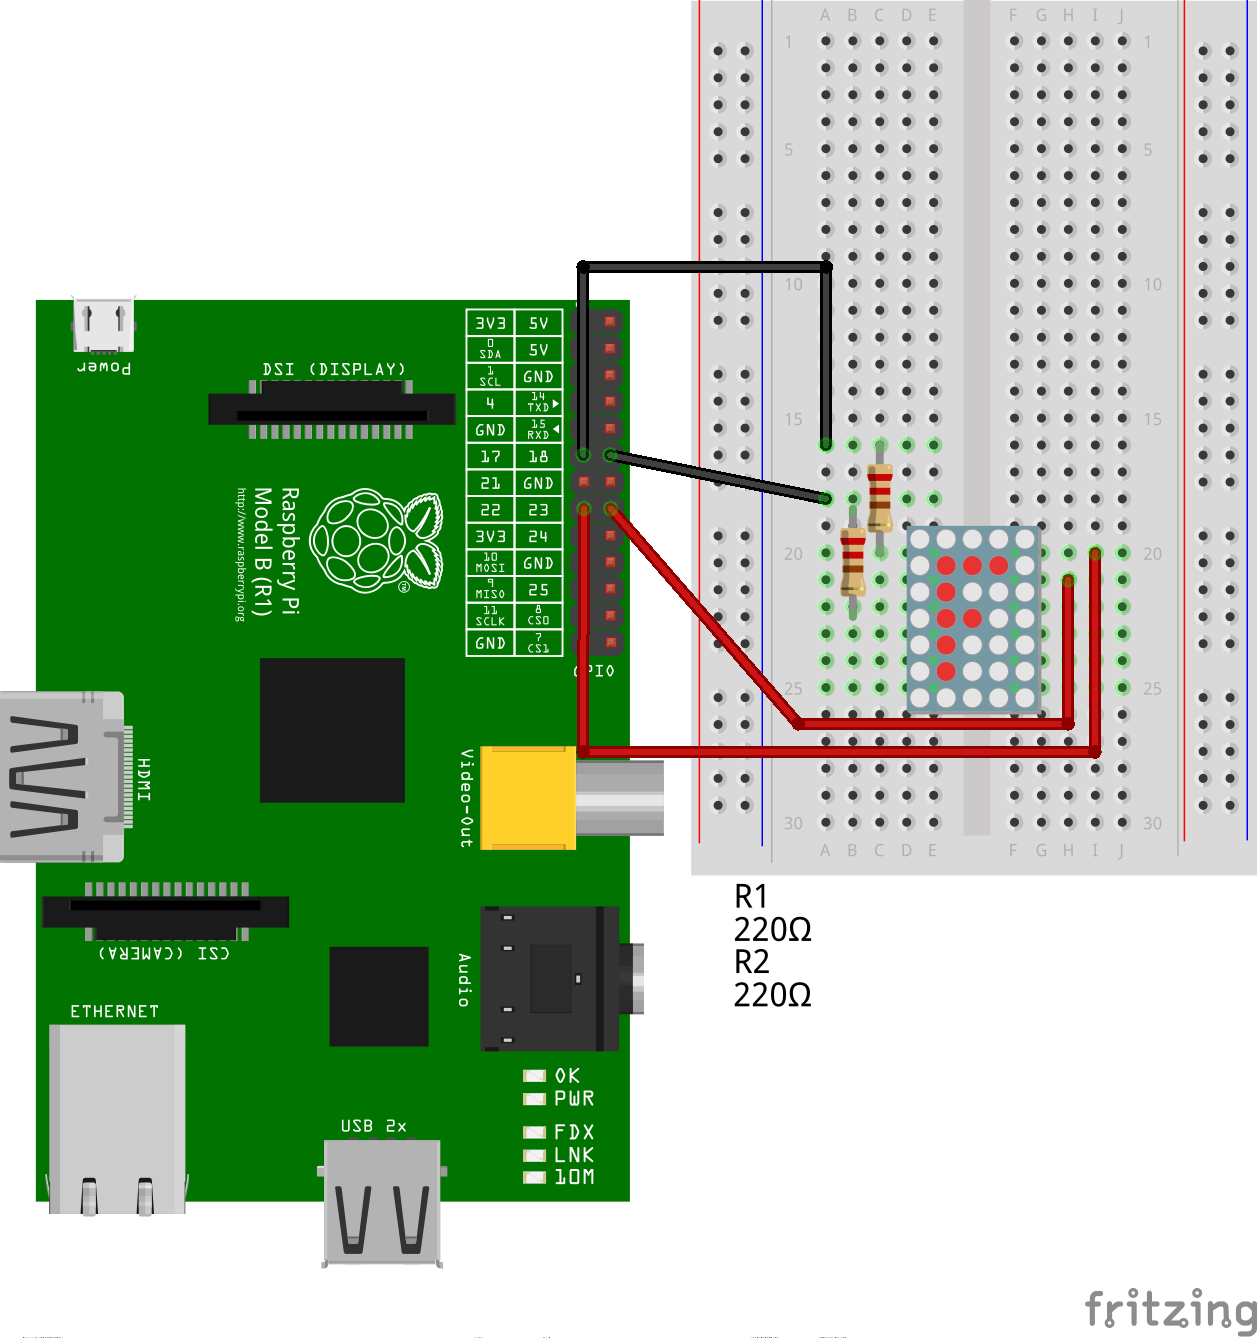 A B C D E F G H I J
1 1
5 5
10 10
15 15
20 20
25 25
30 30
A B C D E F G H I J
Power
DSI (DISPLAY)
3V3 5V
0 SDA 5V
1 SCL GND
4 14 TXD
GND 15 RXD
17 18
21 GND
22 23
3V3 24
10 MOSI GND
9 MISO 25
11 SCLK 8 CS0
GND 7 CS1
GPIO
Raspberry Pi
Model B (R1)
http://www.raspberrypi.org
HDMI
Video-Out
CSI (CAMERA)
Audio
ETHERNET
USB 2x
OK
PWR
FDX
LNK
10M
R1
220Ω
R2
220Ω
fritzing